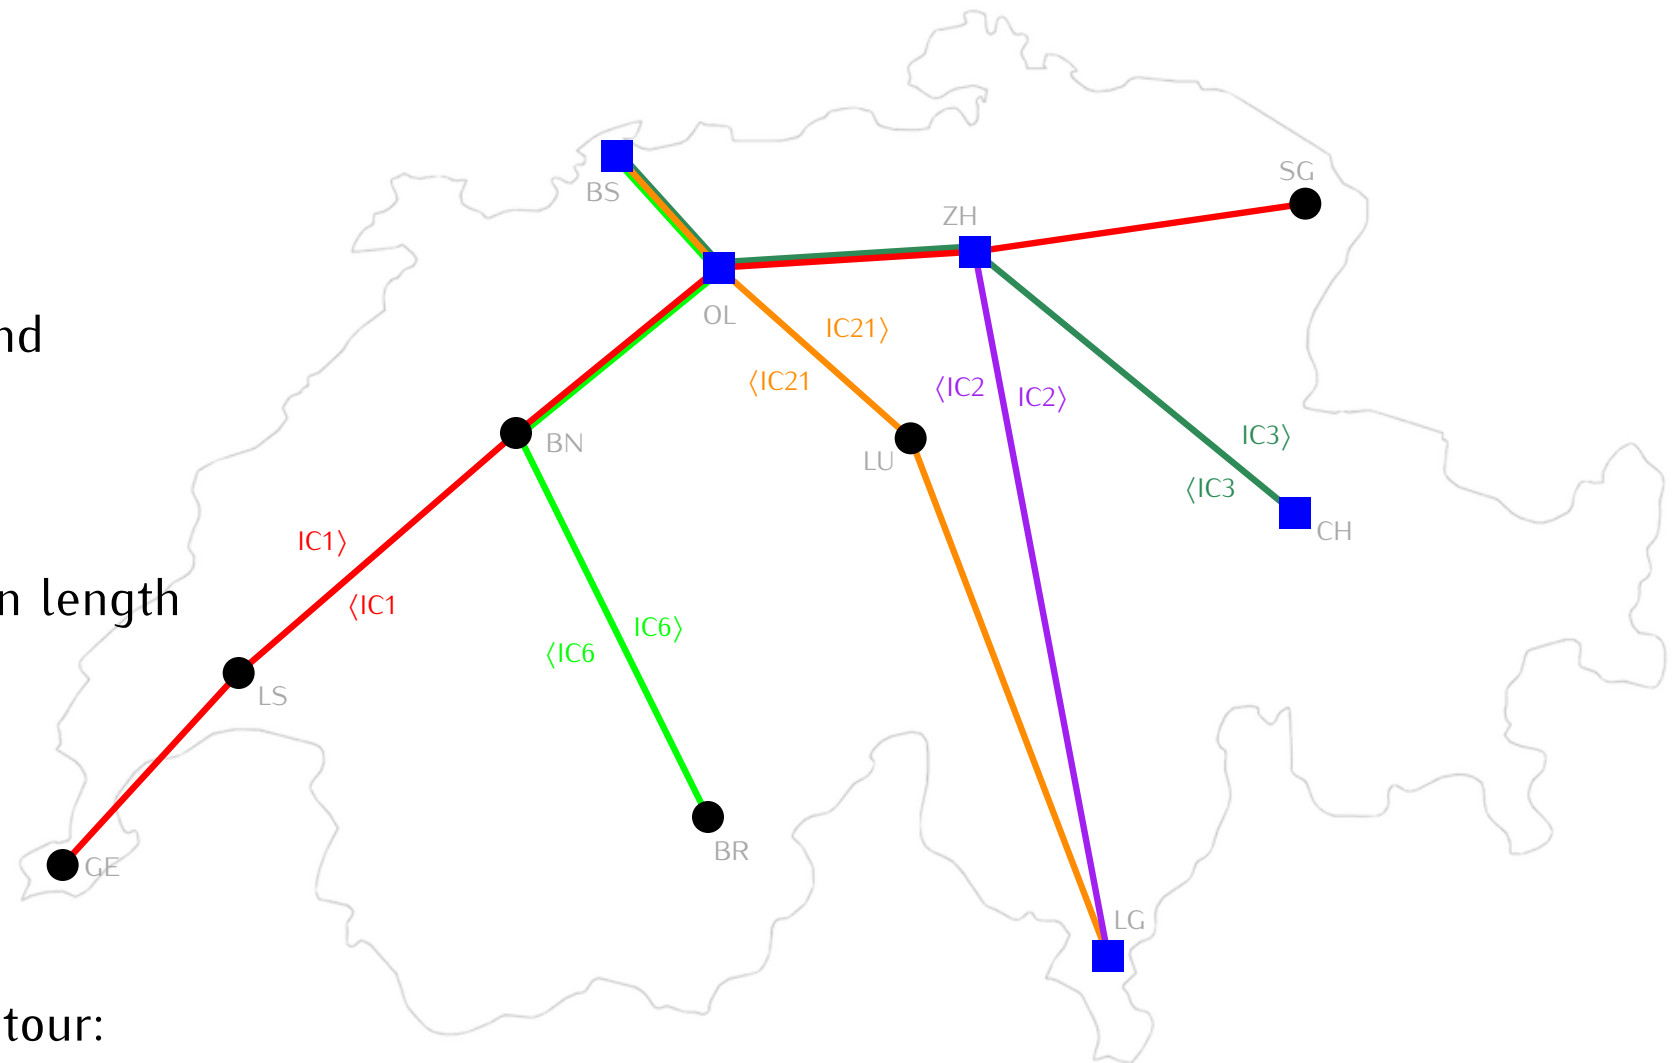 SG
BS
ZH
OL
IC21⟩
nd
⟨IC21
⟨IC2
IC2⟩
IC3⟩
BN
LU
⟨IC3
CH
IC1⟩
n length
⟨IC1
IC6⟩
⟨IC6
LS
BR
GE
LG
tour: